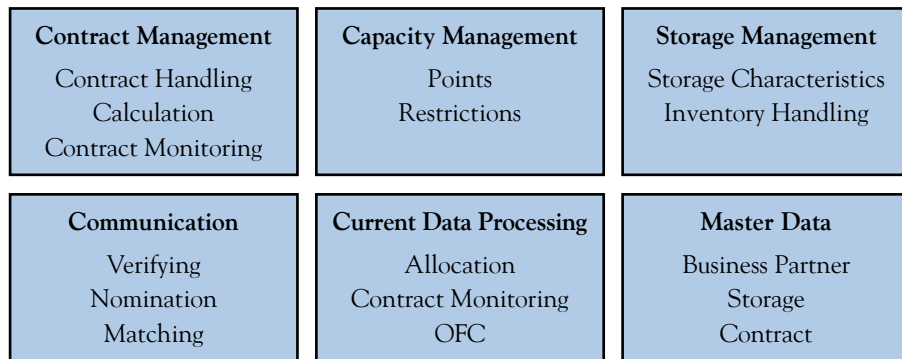 Contract Management
Contract Handling
Calculation
Contract Monitoring
Capacity Management
Points
Restrictions
Storage Management
Storage Characteristics
Inventory Handling
Communication
Verifying
Nomination
Matching
Current Data Processing
Allocation
Contract Monitoring
OFC
Master Data
Business Partner
Storage
Contract